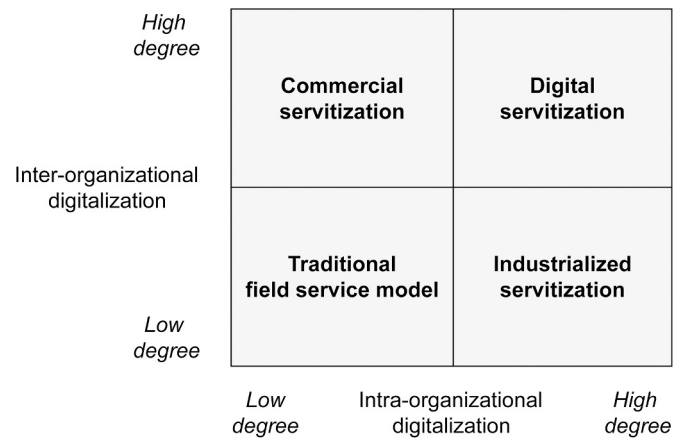 High
degree
Commercial
servitization
Digital
servitization
Inter-organizational
digitalization
Traditional
field service model
Industrialized
servitization
Low
degree
Low
degree
Intra-organizational
digitalization
High
degree